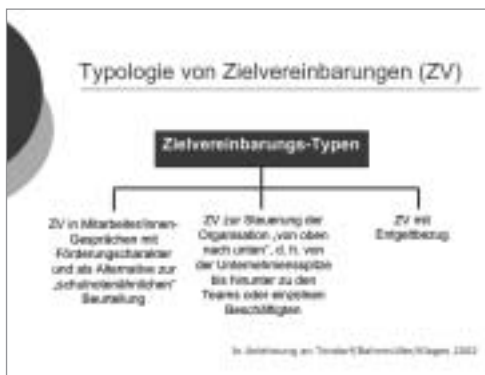 Typologie von Zielvereinbarungen (ZV)
Zielvereinbarungs-Typen
ZV in Mitarbeiter/innen-
Gesprächen mit
Förderungscharakter
und als Alternative zur
„schulnotenähnlichen"
Beurteilung
ZV zur Steuerung der
Organisation „von oben
nach unten", d. h. von
der Unternehmensspitze
bis hinunter zu den
Teams oder einzelnen
Beschäftigten
ZV mit
Entgeltbezug
In Anlehnung an Tondorf/Bahnmüller/Klages 2002